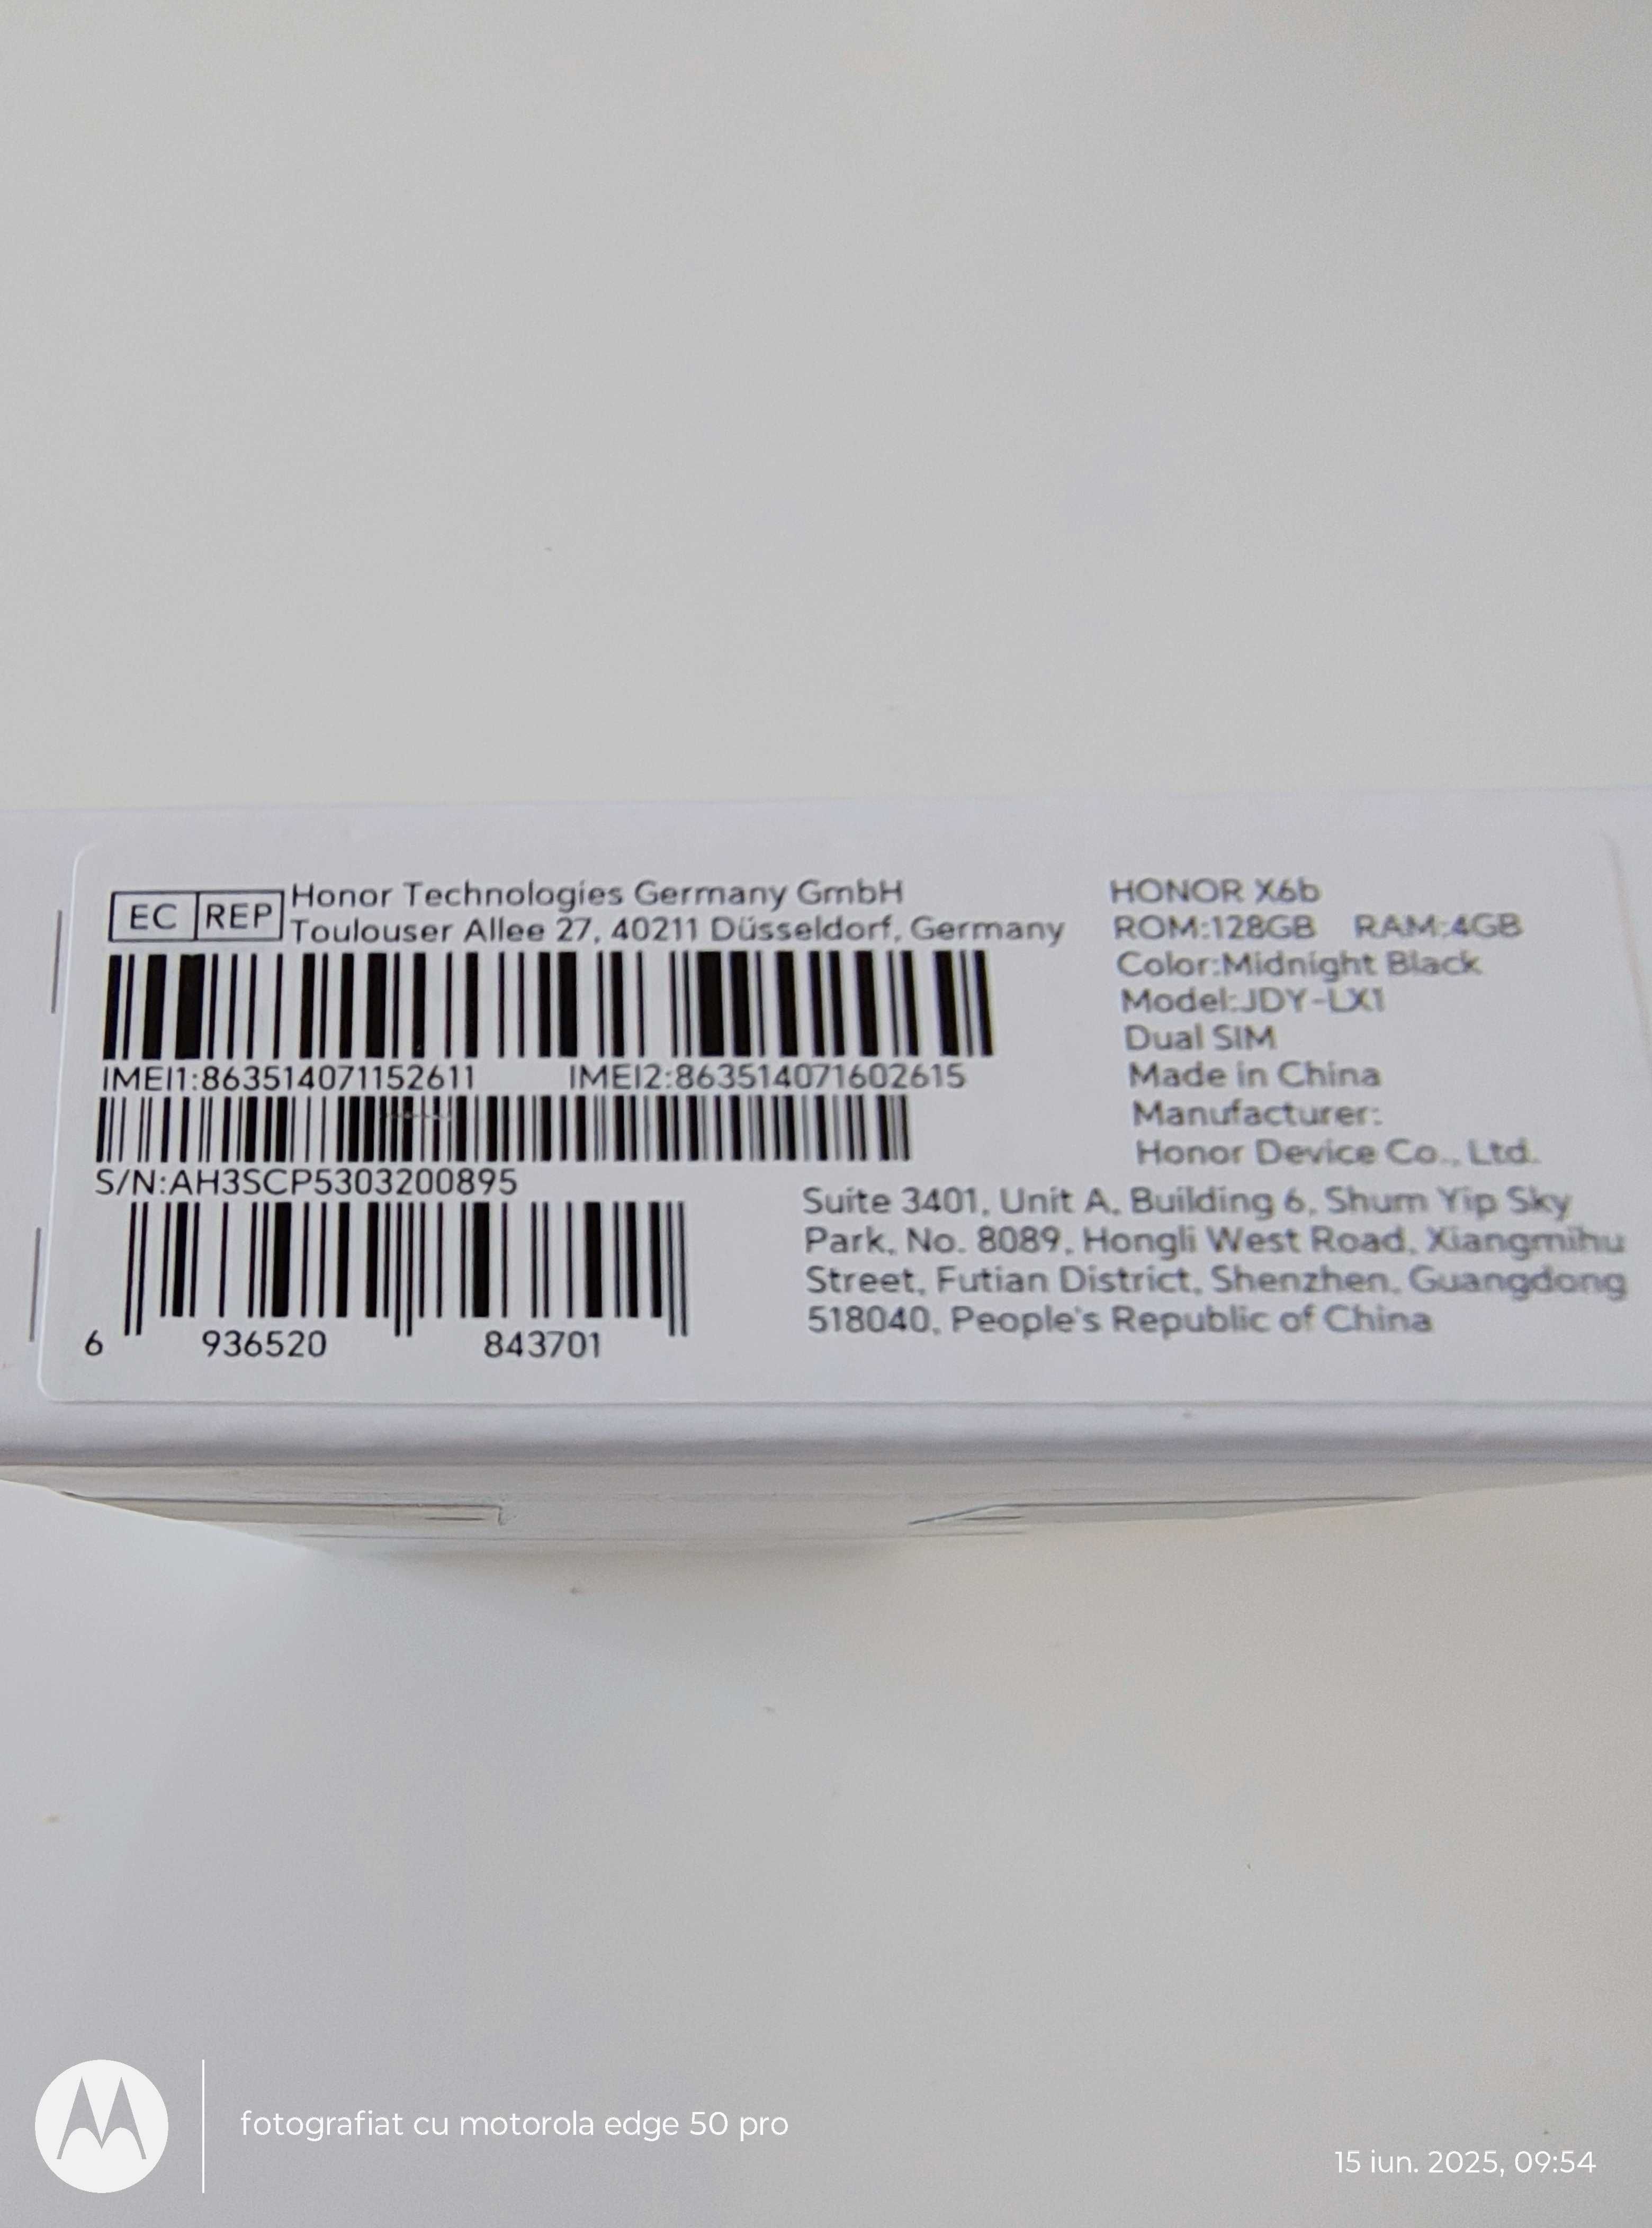 EC REP
Honor Technologies Germany GmbH
Toulouser Allee 27, 40211 Düsseldorf, Germany
IMEI1:863514071152611 IMEI2:863514071602615
S/N:AH3SCP5303200895
6 936520 843701
HONOR X6b
ROM:128GB RAM:4GB
Color:Midnight Black
Model:JDY-LX1
Dual SIM
Made in China
Manufacturer:
Honor Device Co., Ltd.
Suite 3401, Unit A, Building 6, Shum Yip Sky
Park, No. 8089, Hongli West Road, Xiangmihu
Street, Futian District, Shenzhen, Guangdong
518040, People's Republic of China
fotografiat cu motorola edge 50 pro
15 iun. 2025, 09:54